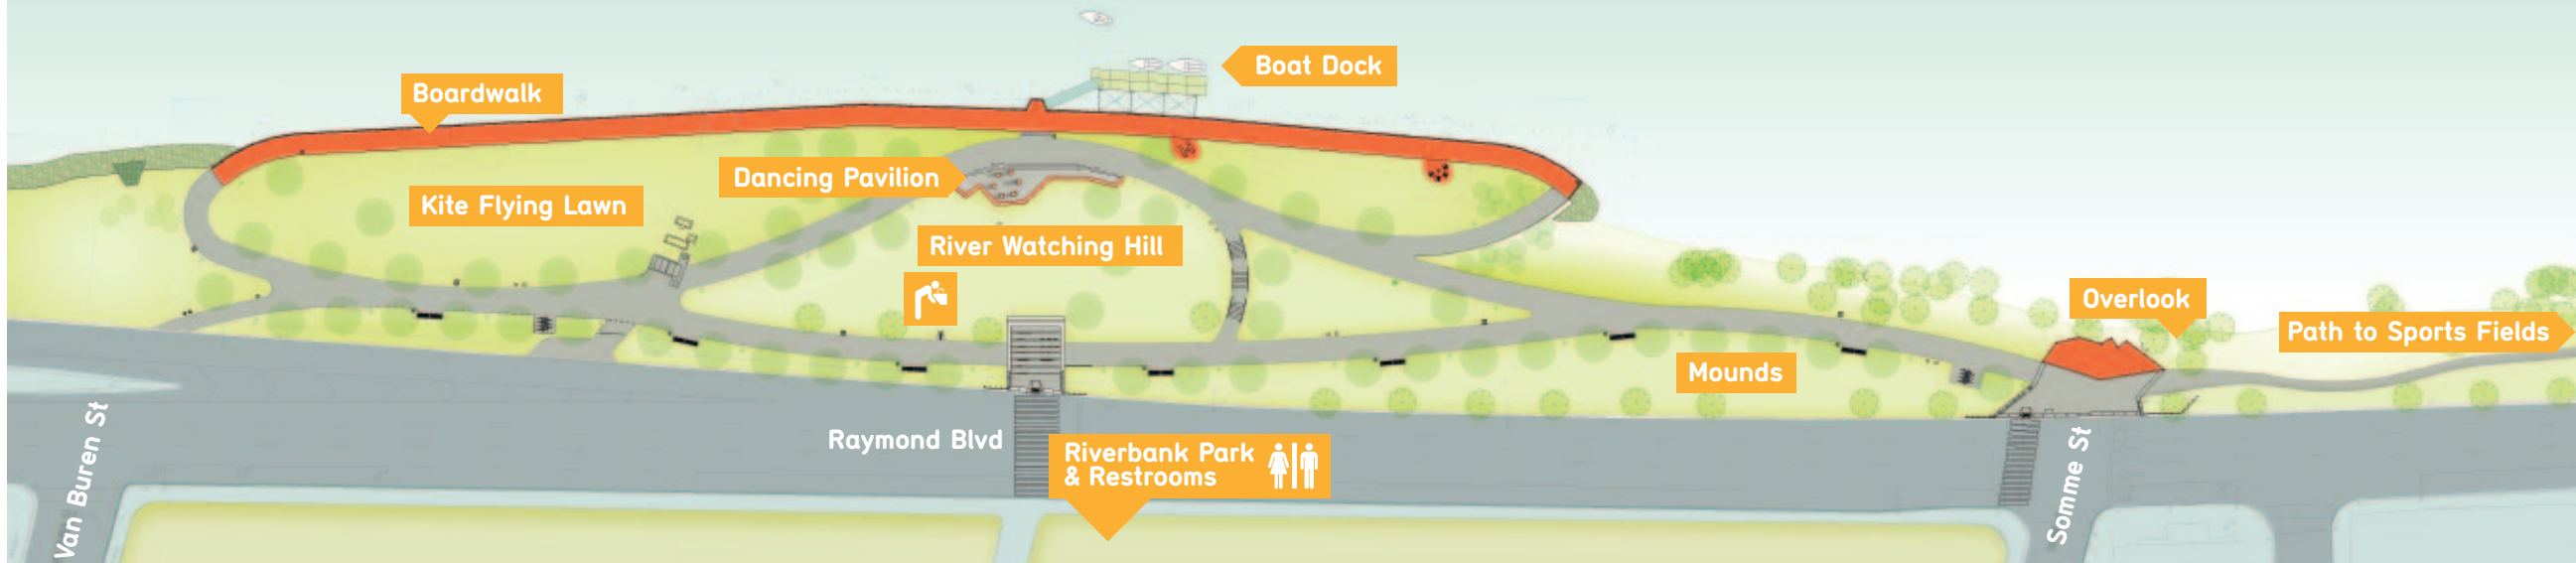 Boat Dock
Boardwalk
Dancing Pavilion
Kite Flying Lawn
River Watching Hill
Overlook
Path to Sports Fields
Mounds
Raymond Blvd
Riverbank Park
& Restrooms
Van Buren St
Somme St